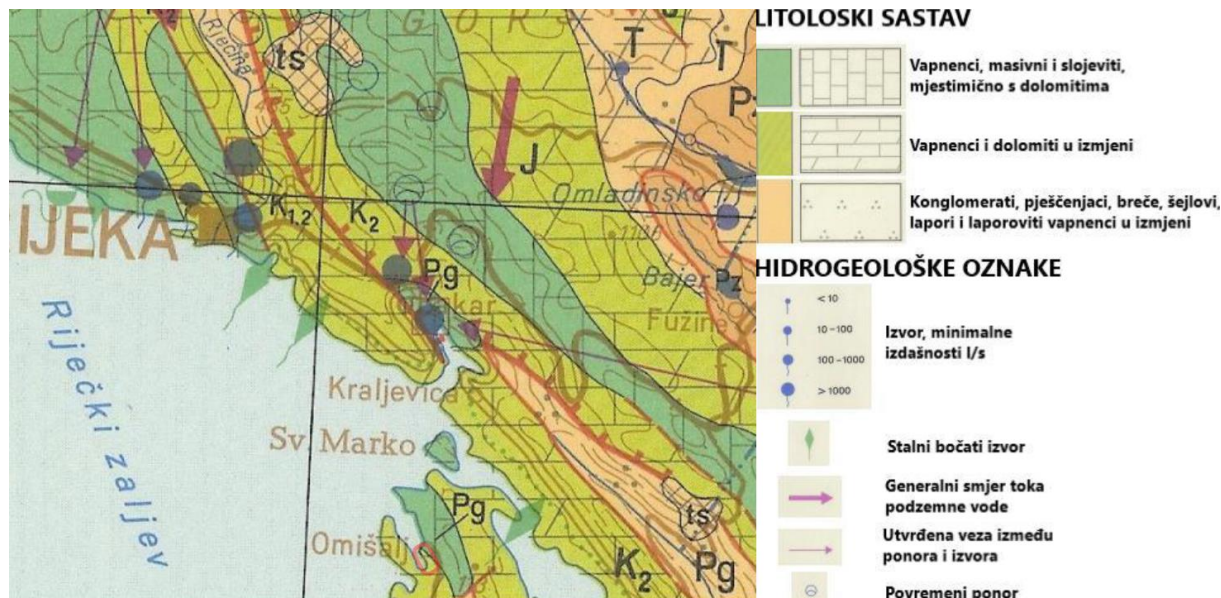 GORS
K₂
Rječina
ts
T
T
Pz
J
Omladinsko
K₁,₂
K₂
IJEKA
Pg
Bajer
Pz
Fužine
Kraljevica
Sv. Marko
Riječki zaljev
Pg
Omišalj
ts
K₂
Pg
LITOLOSKI SASTAV
Vapnenci, masivni i slojeviti,
mjestimično s dolomitima
Vapnenci i dolomiti u izmjeni
Konglomerati, pješčenjaci, breče, šejlovi,
lapori i laporoviti vapnenci u izmjeni
HIDROGEOLOŠKE OZNAKE
< 10
10-100
100-1000
> 1000
Izvor, minimalne
izdašnosti l/s
Stalni bočati izvor
Generalni smjer toka
podzemne vode
Utvrđena veza između
ponora i izvora
Povremeni ponor